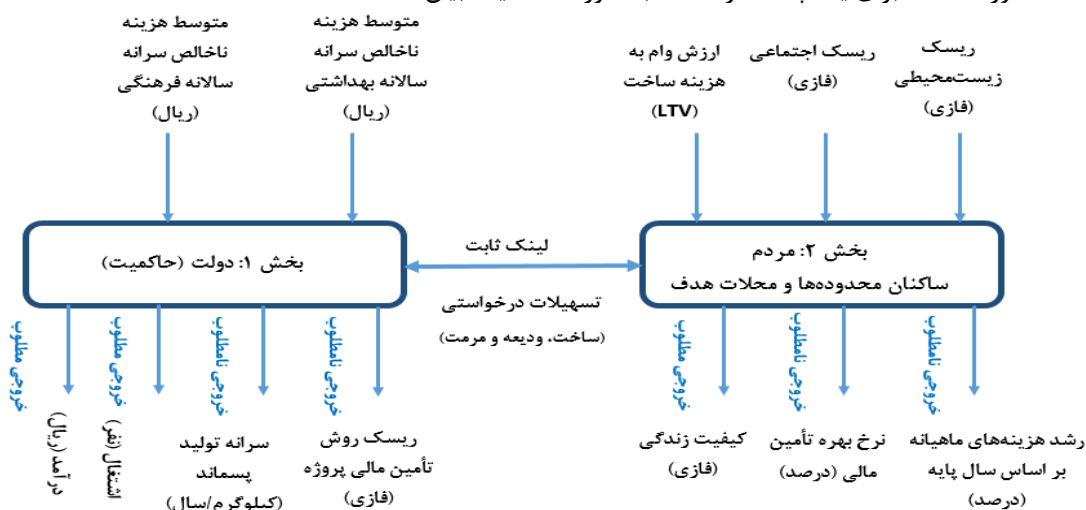 ریسک
زیست‌محیطی
(فازی)
ریسک اجتماعی
(فازی)
ارزش وام به
هزینه ساخت
(LTV)
متوسط هزینه
ناخالص سرانه
سالانه بهداشتی
(ریال)
متوسط هزینه
ناخالص سرانه
سالانه فرهنگی
(ریال)
بخش ۲: مردم
ساکنان محدوده‌ها و محلات هدف
لینک ثابت
تسهیلات درخواستی
(ساخت، ودیعه و مرمت)
بخش ۱: دولت (حاکمیت)
خروجی نامطلوب
خروجی نامطلوب
خروجی مطلوب
خروجی نامطلوب
خروجی نامطلوب
خروجی مطلوب
خروجی مطلوب
رشد هزینه‌های ماهیانه
بر اساس سال پایه
(درصد)
نرخ بهره تأمین
مالی (درصد)
کیفیت زندگی
(فازی)
ریسک روش
تأمین مالی پروژه
(فازی)
سرانه تولید
پسماند
(کیلوگرم/سال)
اشتغال (نفر)
درآمد (ریال)